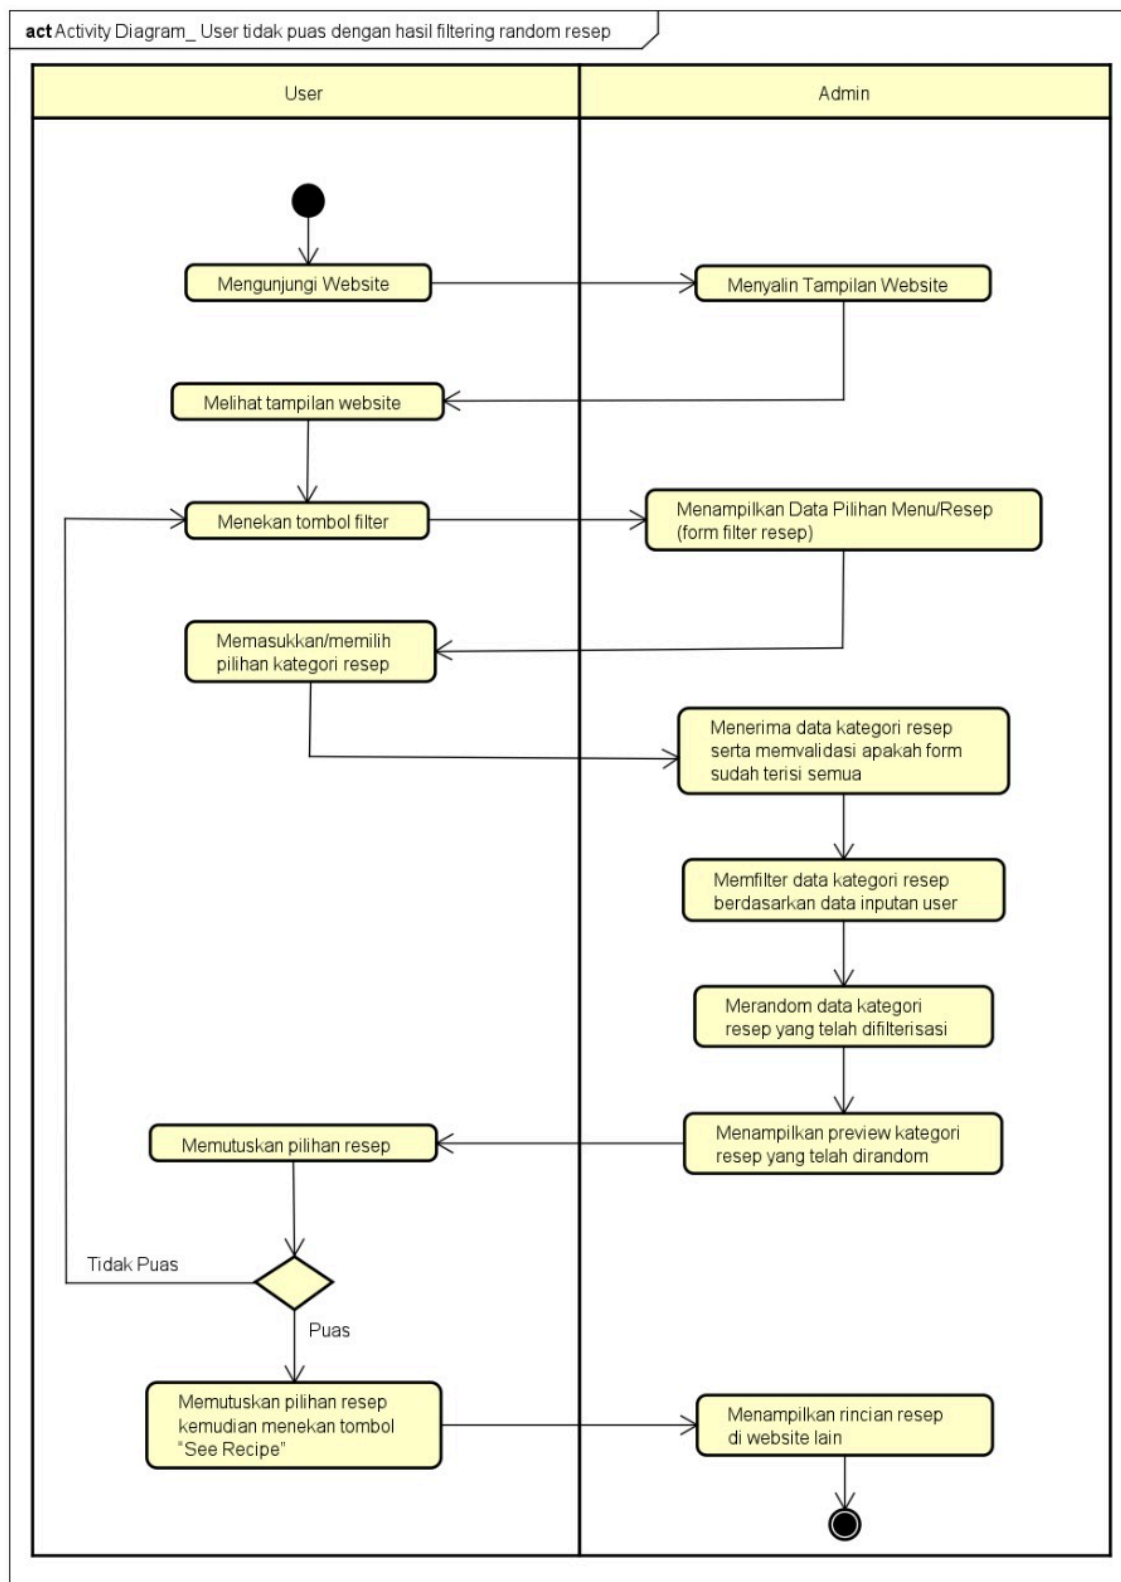 act Activity Diagram_ User tidak puas dengan hasil filtering random resep
User
Admin
Mengunjungi Website
Menyalin Tampilan Website
Melihat tampilan website
Menekan tombol filter
Menampilkan Data Pilihan Menu/Resep
(form filter resep)
Memasukkan/memilih
pilihan kategori resep
Menerima data kategori resep
serta memvalidasi apakah form
sudah terisi semua
Memfilter data kategori resep
berdasarkan data inputan user
Merandom data kategori
resep yang telah difilterisasi
Menampilkan preview kategori
resep yang telah dirandom
Memutuskan pilihan resep
Tidak Puas
Puas
Memutuskan pilihan resep
kemudian menekan tombol
“See Recipe”
Menampilkan rincian resep
di website lain